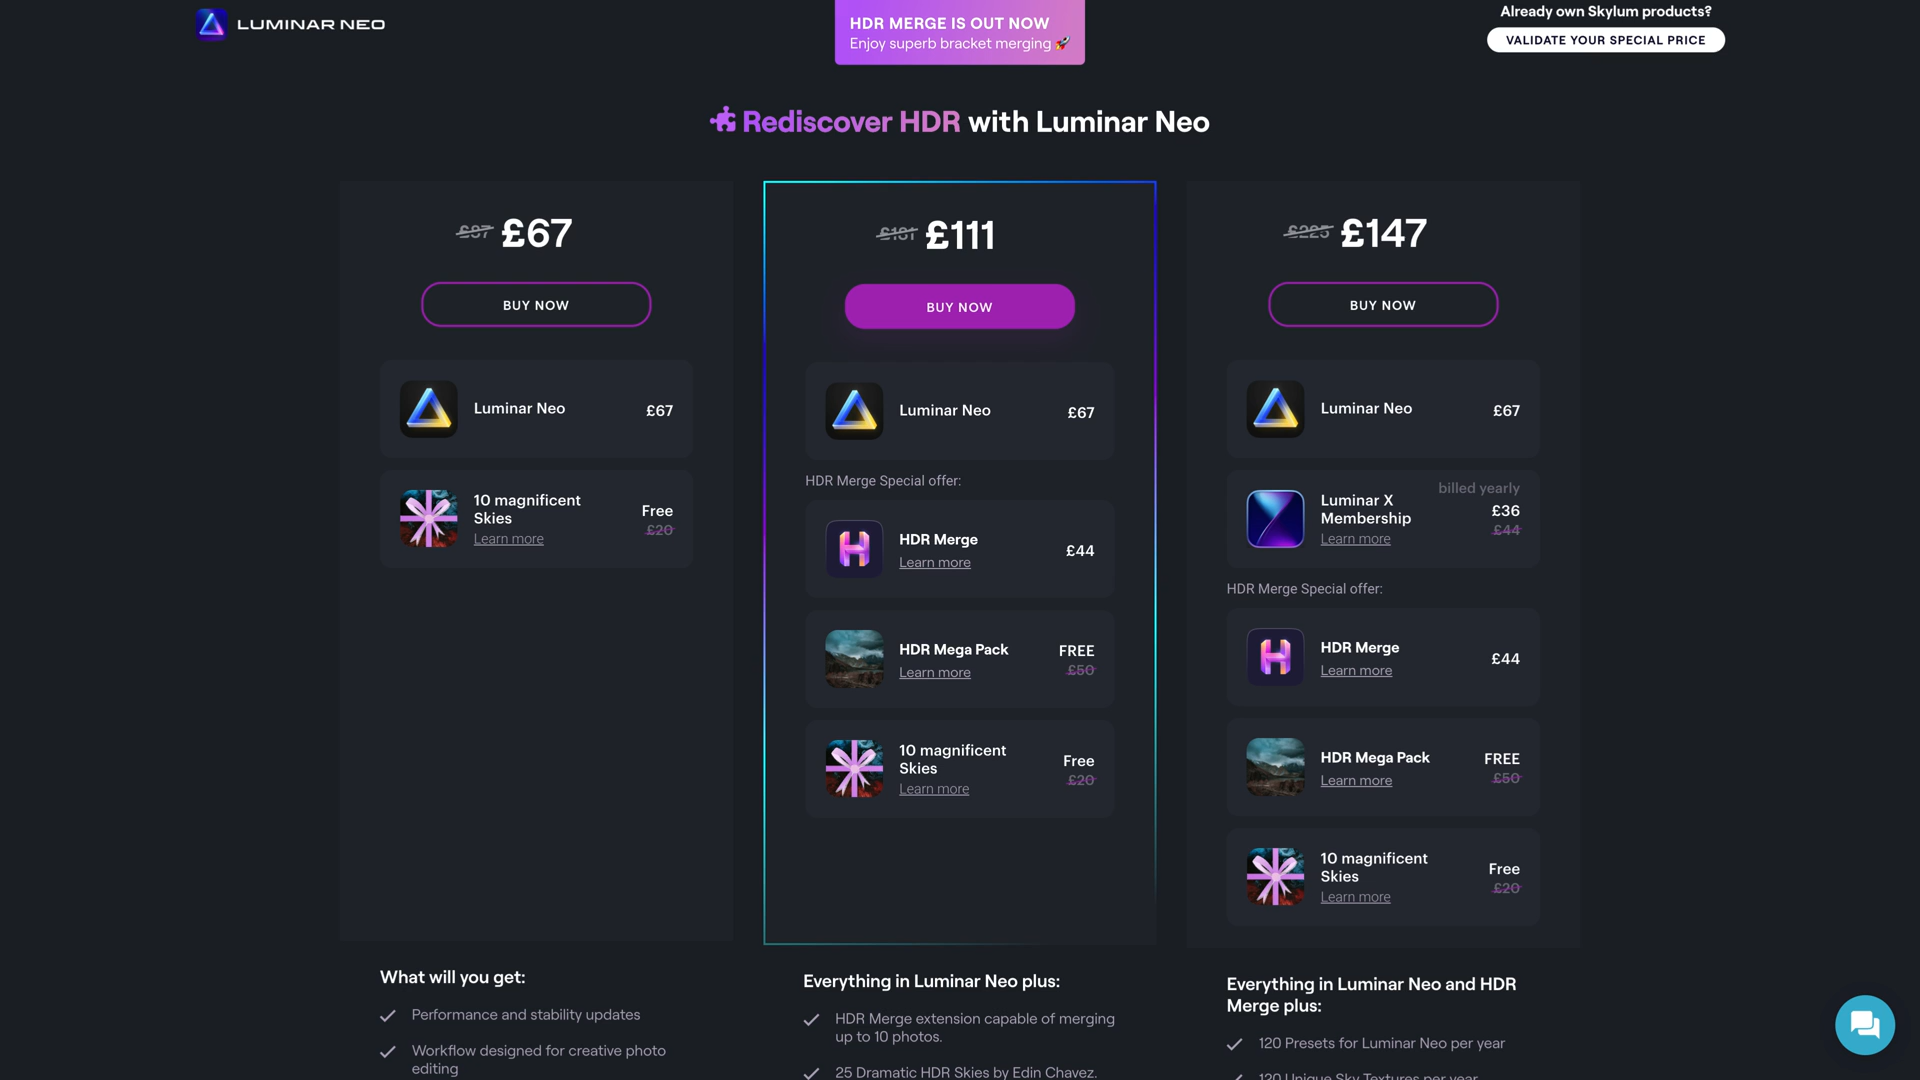 LUMINAR NEO
HDR MERGE IS OUT NOW
Enjoy superb bracket merging 🚀
Already own Skylum products?
VALIDATE YOUR SPECIAL PRICE
Rediscover HDR with Luminar Neo
£87 £67
BUY NOW
Luminar Neo
£67
10 magnificent
Skies
Learn more
Free
£20
What will you get:
Performance and stability updates
Workflow designed for creative photo
editing
£181 £111
BUY NOW
Luminar Neo
£67
HDR Merge Special offer:
HDR Merge
Learn more
£44
HDR Mega Pack
Learn more
FREE
£50
10 magnificent
Skies
Learn more
Free
£20
Everything in Luminar Neo plus:
HDR Merge extension capable of merging
up to 10 photos.
25 Dramatic HDR Skies by Edin Chavez.
£225 £147
BUY NOW
Luminar Neo
£67
Luminar X
Membership
Learn more
billed yearly
£36
£44
HDR Merge Special offer:
HDR Merge
Learn more
£44
HDR Mega Pack
Learn more
FREE
£50
10 magnificent
Skies
Learn more
Free
£20
Everything in Luminar Neo and HDR
Merge plus:
120 Presets for Luminar Neo per year
120 Unique Sky Textures per year